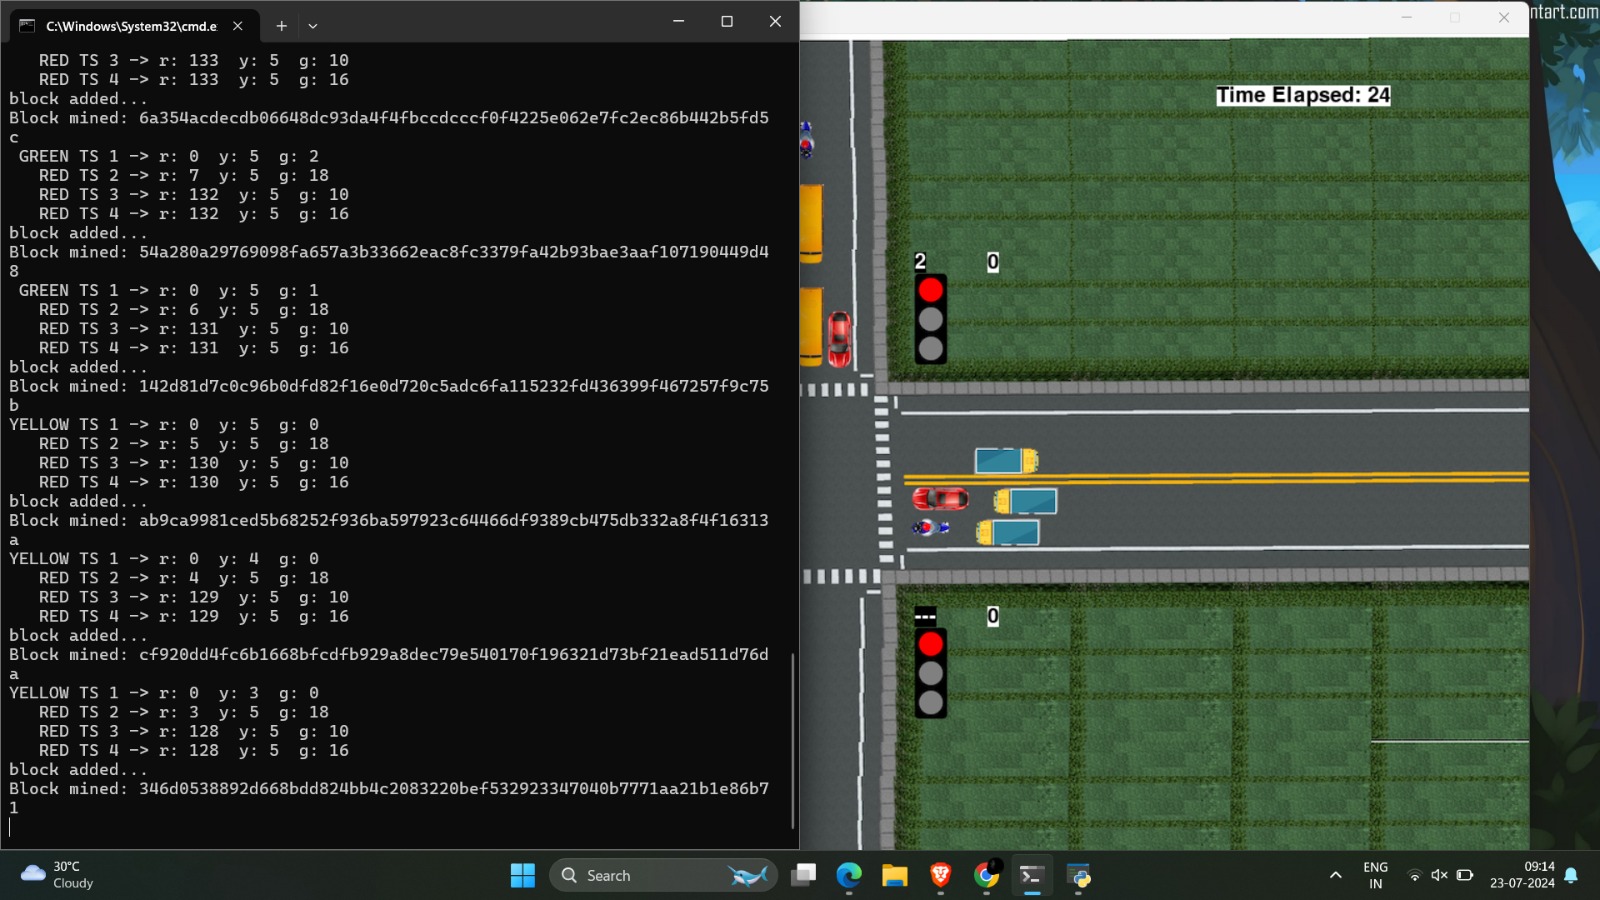 C:\Windows\System32\cmd.e
RED TS 3 -> r: 133 y: 5 g: 10
RED TS 4 -> r: 133 y: 5 g: 16
block added...
Block mined: 6a354acdecdb06648dc93da4f4fbccdcccf0f4225e062e7fc2ec86b442b5fd5
c
GREEN TS 1 -> r: 0 y: 5 g: 2
RED TS 2 -> r: 7 y: 5 g: 18
RED TS 3 -> r: 132 y: 5 g: 10
RED TS 4 -> r: 132 y: 5 g: 16
block added...
Block mined: 54a280a29769098fa657a3b33662eac8fc3379fa42b93bae3aaf107190449d4
8
GREEN TS 1 -> r: 0 y: 5 g: 1
RED TS 2 -> r: 6 y: 5 g: 18
RED TS 3 -> r: 131 y: 5 g: 10
RED TS 4 -> r: 131 y: 5 g: 16
block added...
Block mined: 142d81d7c0c96b0dfd82f16e0d720c5adc6fa115232fd436399f467257f9c75
b
YELLOW TS 1 -> r: 0 y: 5 g: 0
RED TS 2 -> r: 5 y: 5 g: 18
RED TS 3 -> r: 130 y: 5 g: 10
RED TS 4 -> r: 130 y: 5 g: 16
block added...
Block mined: ab9ca9981ced5b68252f936ba597923c64466df9389cb475db332a8f4f16313
a
YELLOW TS 1 -> r: 0 y: 4 g: 0
RED TS 2 -> r: 4 y: 5 g: 18
RED TS 3 -> r: 129 y: 5 g: 10
RED TS 4 -> r: 129 y: 5 g: 16
block added...
Block mined: cf920dd4fc6b1668bfcdfb929a8dec79e540170f196321d73bf21ead511d76d
a
YELLOW TS 1 -> r: 0 y: 3 g: 0
RED TS 2 -> r: 3 y: 5 g: 18
RED TS 3 -> r: 128 y: 5 g: 10
RED TS 4 -> r: 128 y: 5 g: 16
block added...
Block mined: 346d0538892d668bdd824bb4c2083220bef532923347040b7771aa21b1e86b7
1
ntart.com
Time Elapsed: 24
2 0
--- 0
30°C
Cloudy
Search
ENG
IN
09:14
23-07-2024